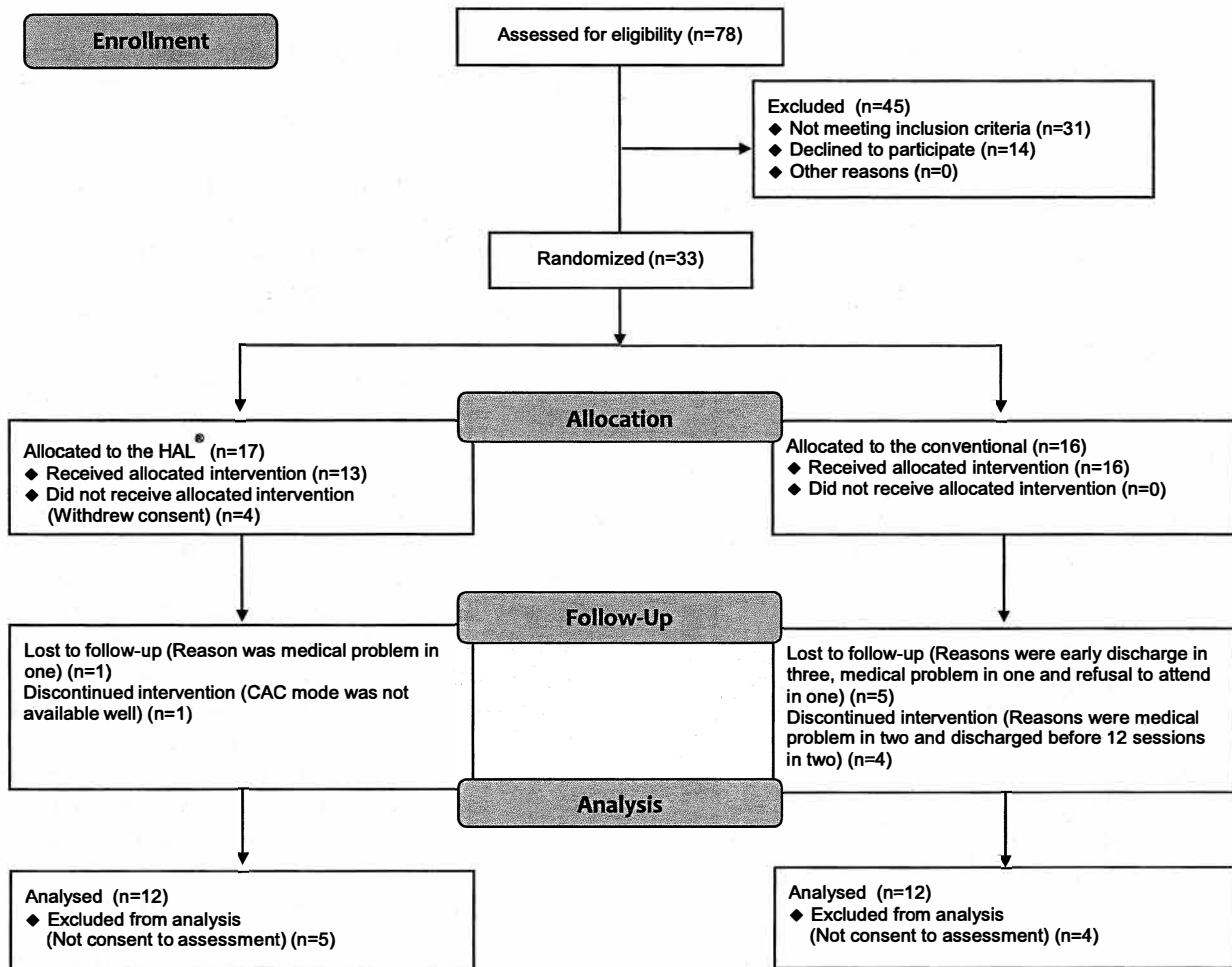 Enrollment
Assessed for eligibility (n=78)
Excluded (n=45)
◆ Not meeting inclusion criteria (n=31)
◆ Declined to participate (n=14)
◆ Other reasons (n=0)
Randomized (n=33)
Allocation
Allocated to the HAL® (n=17)
◆ Received allocated intervention (n=13)
◆ Did not receive allocated intervention
(Withdrew consent) (n=4)
Allocated to the conventional (n=16)
◆ Received allocated intervention (n=16)
◆ Did not receive allocated intervention (n=0)
Follow-Up
Lost to follow-up (Reason was medical problem in
one) (n=1)
Discontinued intervention (CAC mode was not
available well) (n=1)
Lost to follow-up (Reasons were early discharge in
three, medical problem in one and refusal to attend
in one) (n=5)
Discontinued intervention (Reasons were medical
problem in two and discharged before 12 sessions
in two) (n=4)
Analysis
Analysed (n=12)
◆ Excluded from analysis
(Not consent to assessment) (n=5)
Analysed (n=12)
◆ Excluded from analysis
(Not consent to assessment) (n=4)